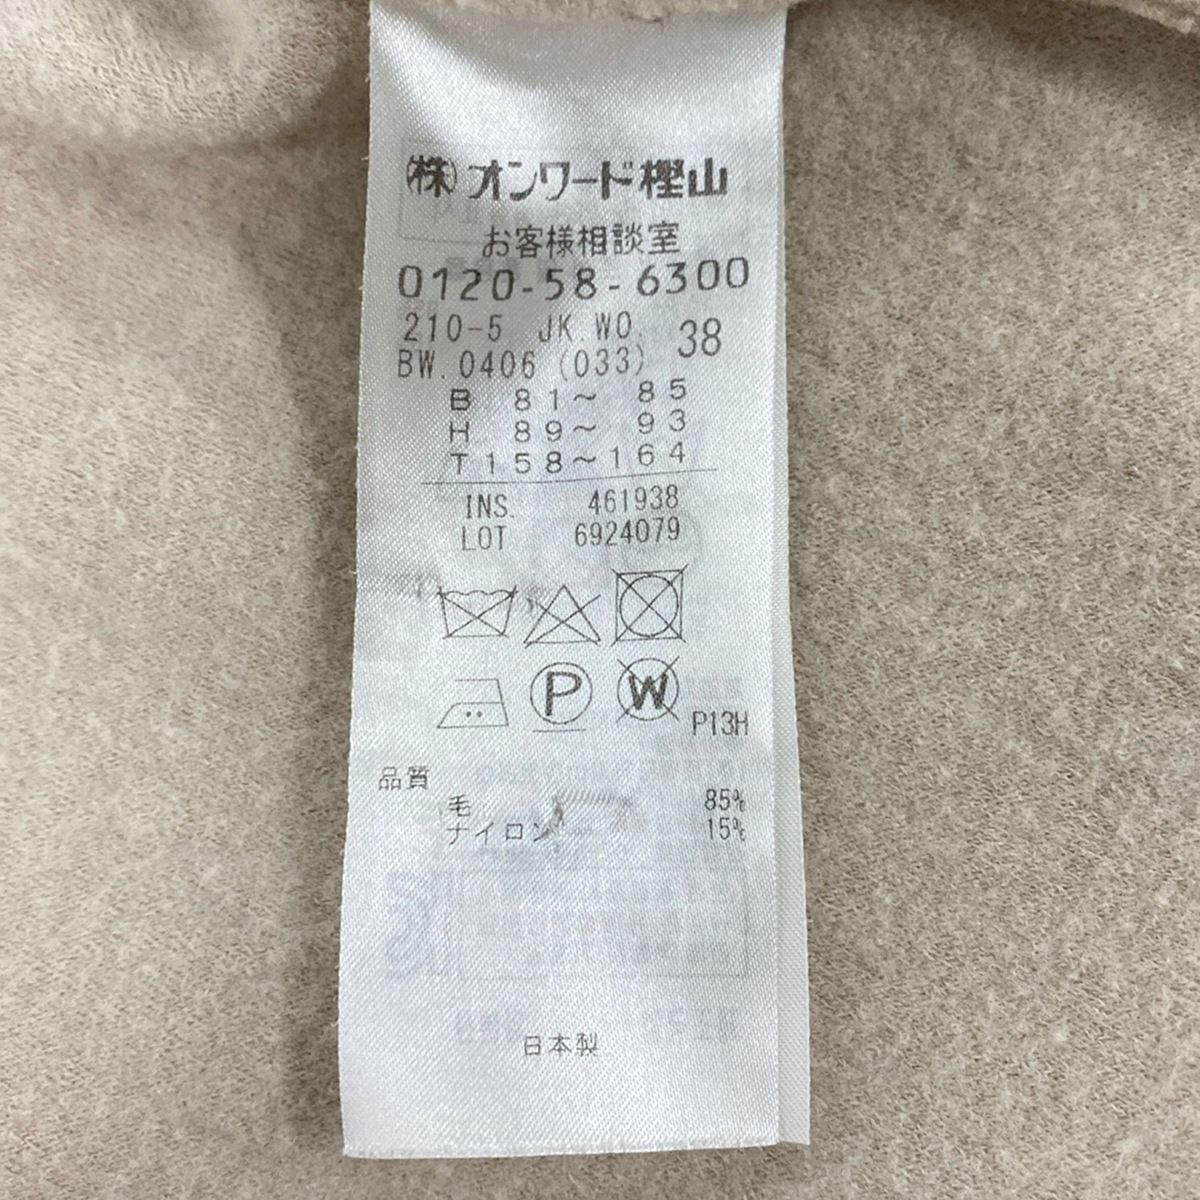 ㈱オンワード樫山
お客様相談室
0120-58-6300
210-5 JK.WO. 38
BW.0406 (033)
B 81~ 85
H 89~ 93
T158~164
INS. 461938
LOT 6924079
P W P13H
品質
毛 85%
ナイロン 15%
日本製